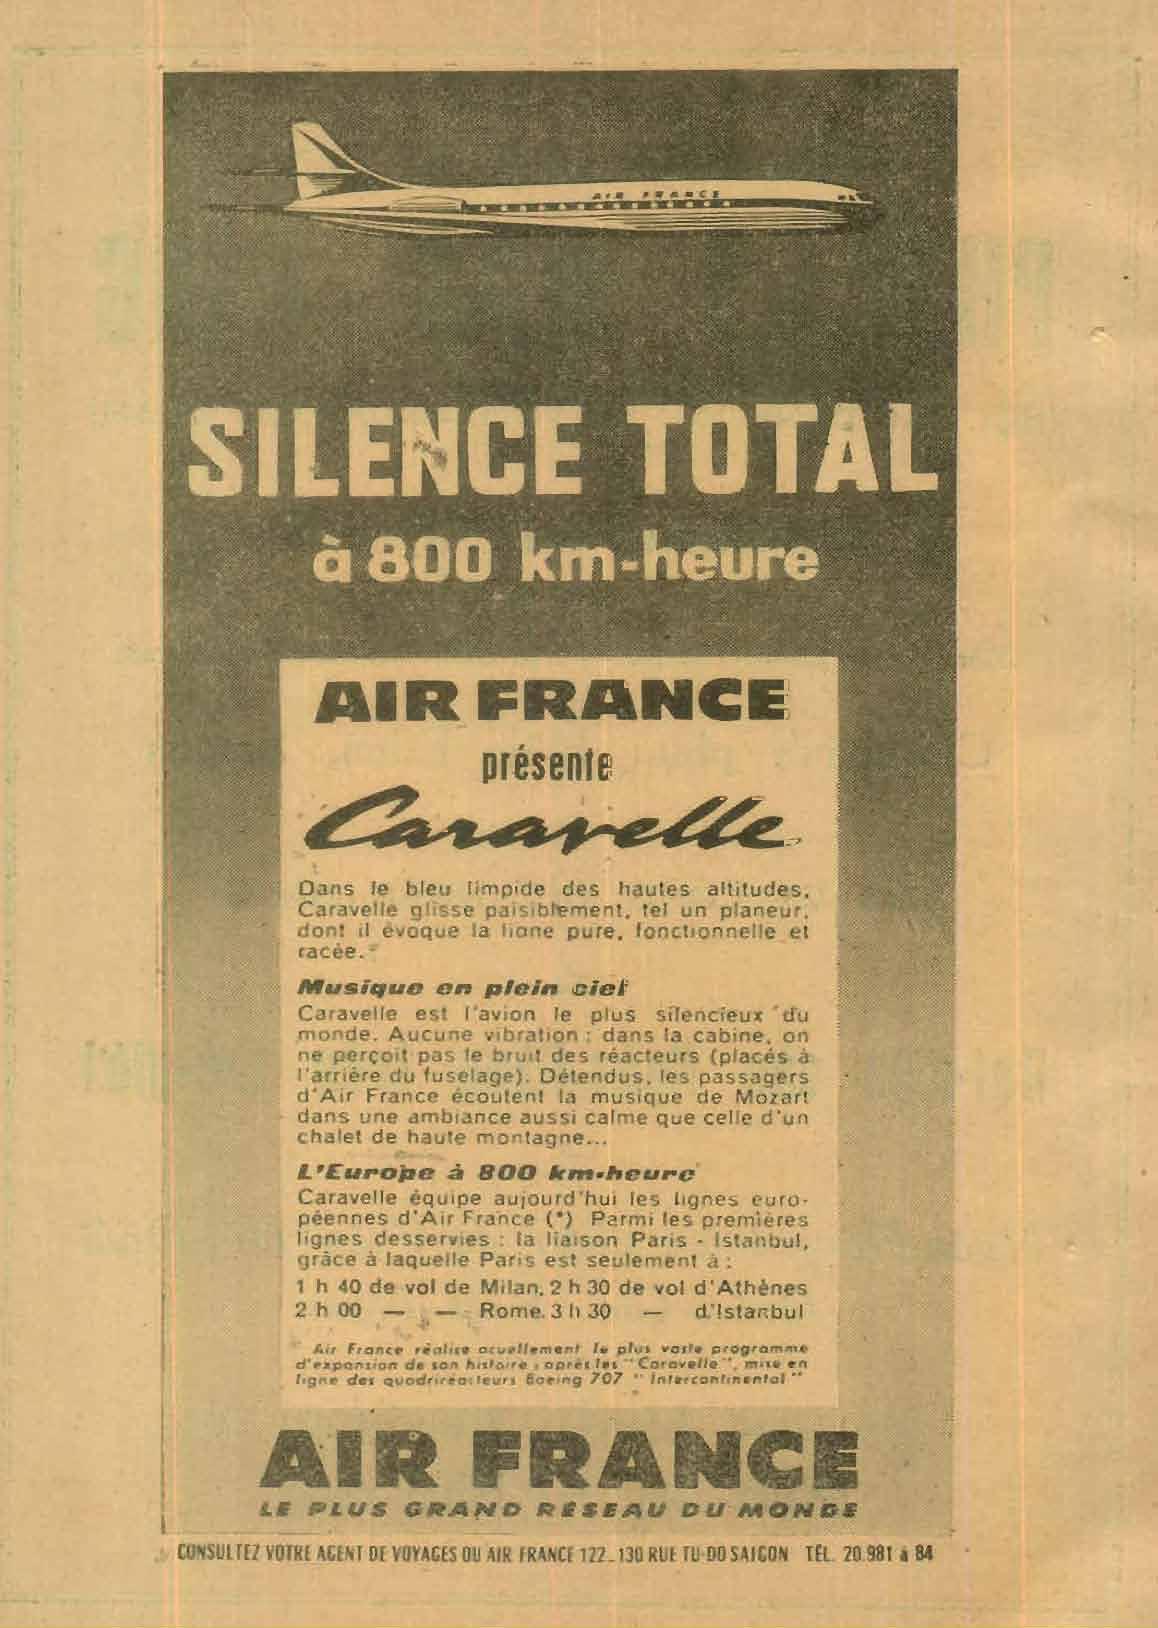 AIR FRANCE
SILENCE TOTAL
à 800 km-heure
AIR FRANCE
présente
Caravelle
Dans le bleu limpide des hautes altitudes,
Caravelle glisse paisiblement, tel un planeur,
dont il évoque la ligne pure, fonctionnelle et
racée.
Musique en plein ciel
Caravelle est l'avion le plus silencieux du
monde. Aucune vibration : dans la cabine, on
ne perçoit pas le bruit des réacteurs (placés à
l'arrière du fuselage). Détendus, les passagers
d'Air France écoutent la musique de Mozart
dans une ambiance aussi calme que celle d'un
chalet de haute montagne...
L'Europe à 800 km-heure
Caravelle équipe aujourd'hui les lignes euro-
péennes d'Air France (*) Parmi les premières
lignes desservies : la liaison Paris - Istanbul,
grâce à laquelle Paris est seulement à :
1 h 40 de vol de Milan, 2 h 30 de vol d'Athènes
2 h 00 — — Rome. 3 h 30 — d'Istanbul
Air France réalise acuellement le plus vaste programme
d'expansion de son histoire : après les "Caravelle", mise en
ligne des quadriréacteurs Boeing 707 "Intercontinental"
AIR FRANCE
LE PLUS GRAND RÉSEAU DU MONDE
CONSULTEZ VOTRE AGENT DE VOYAGES OU AIR FRANCE 122_130 RUE TU-DO SAIGON TÉL. 20.981 à 84